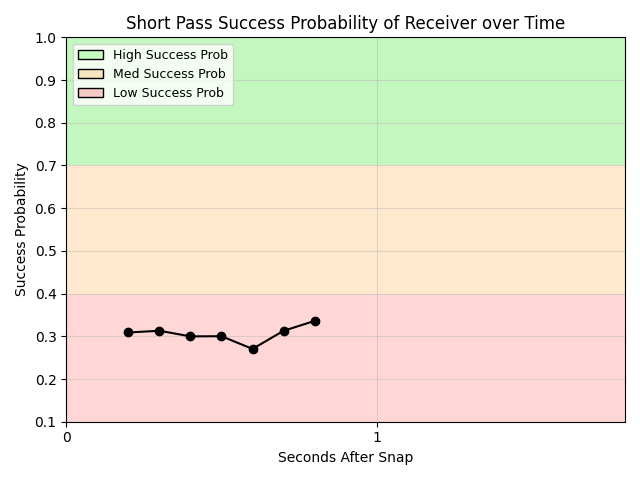 Short Pass Success Probability of Receiver over Time
High Success Prob
Med Success Prob
Low Success Prob
Success Probability
1.0
0.9
0.8
0.7
0.6
0.5
0.4
0.3
0.2
0.1
0 1
Seconds After Snap